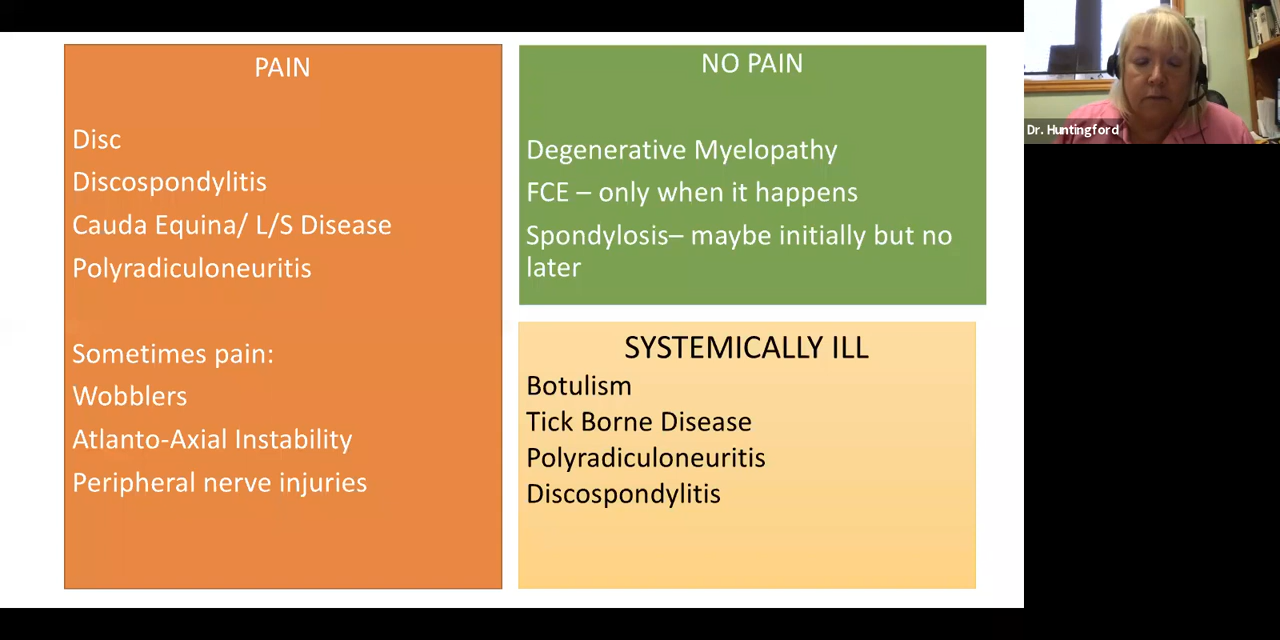 PAIN
Disc
Discospondylitis
Cauda Equina/ L/S Disease
Polyradiculoneuritis
Sometimes pain:
Wobblers
Atlanto-Axial Instability
Peripheral nerve injuries
NO PAIN
Degenerative Myelopathy
FCE – only when it happens
Spondylosis– maybe initially but no
later
SYSTEMICALLY ILL
Botulism
Tick Borne Disease
Polyradiculoneuritis
Discospondylitis
Dr. Huntingford